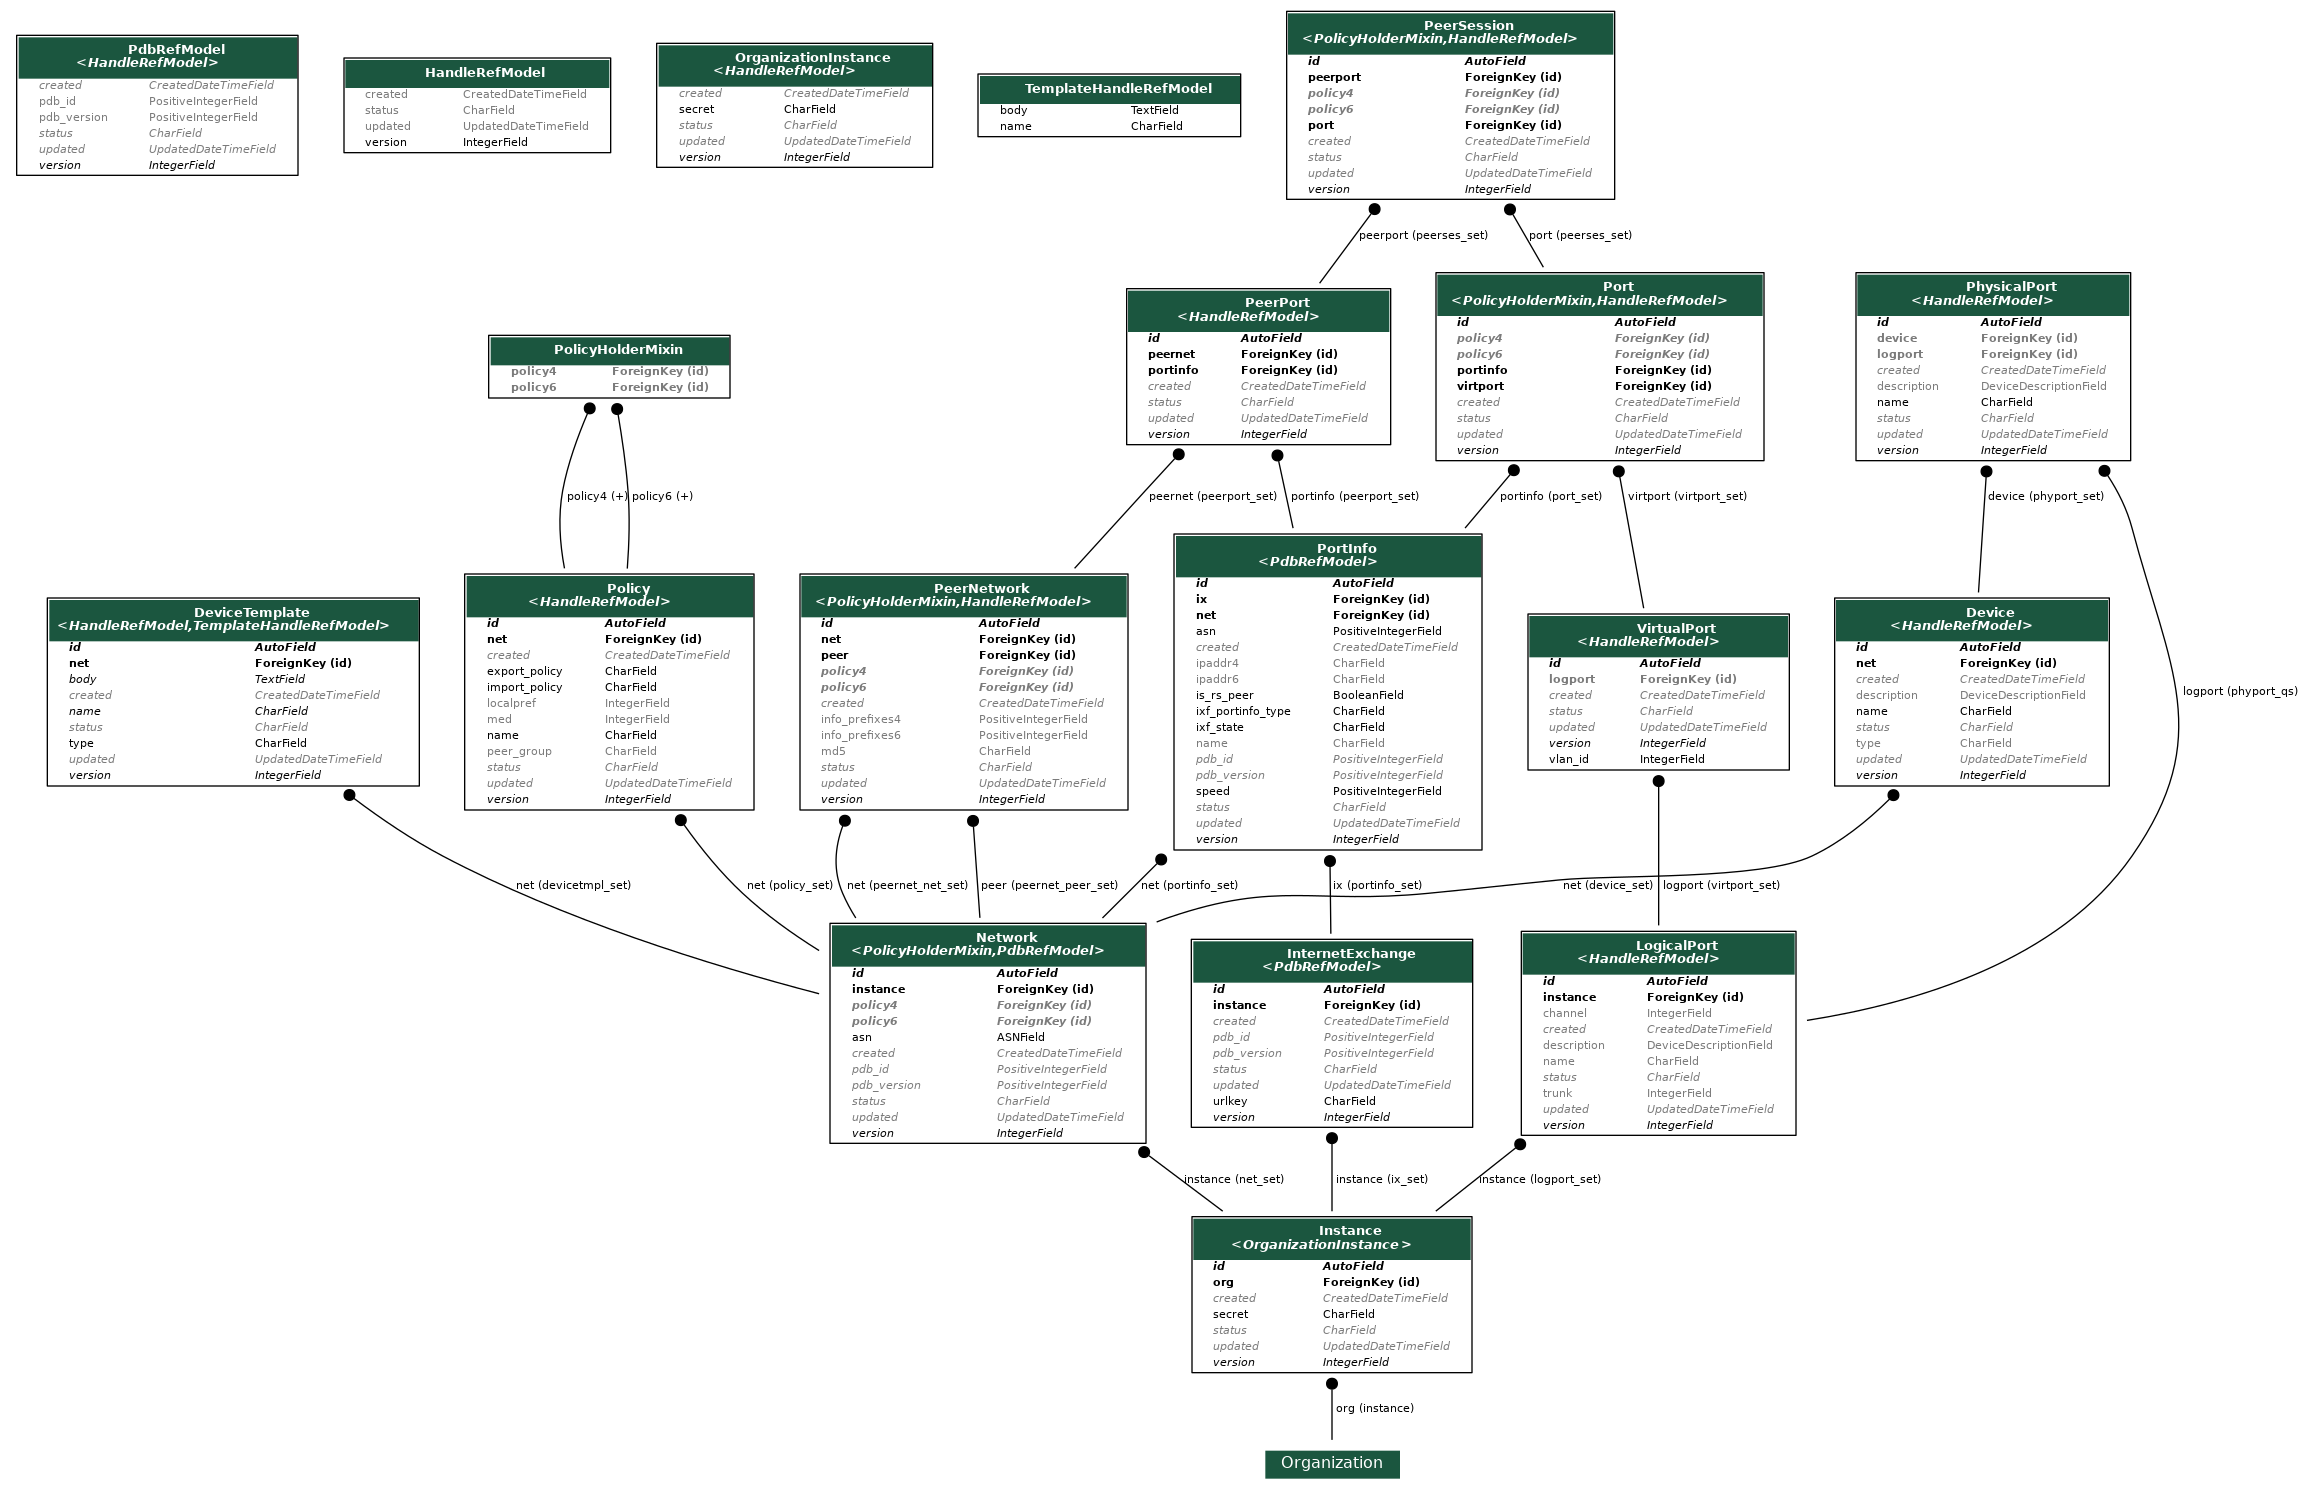 PdbRefModel
<HandleRefModel>
created CreatedDateTimeField
pdb_id PositiveIntegerField
pdb_version PositiveIntegerField
status CharField
updated UpdatedDateTimeField
version IntegerField
HandleRefModel
created CreatedDateTimeField
status CharField
updated UpdatedDateTimeField
version IntegerField
OrganizationInstance
<HandleRefModel>
created CreatedDateTimeField
secret CharField
status CharField
updated UpdatedDateTimeField
version IntegerField
TemplateHandleRefModel
body TextField
name CharField
PeerSession
<PolicyHolderMixin,HandleRefModel>
id AutoField
peerport ForeignKey (id)
policy4 ForeignKey (id)
policy6 ForeignKey (id)
port ForeignKey (id)
created CreatedDateTimeField
status CharField
updated UpdatedDateTimeField
version IntegerField
peerport (peerses_set)
port (peerses_set)
PolicyHolderMixin
policy4 ForeignKey (id)
policy6 ForeignKey (id)
PeerPort
<HandleRefModel>
id AutoField
peernet ForeignKey (id)
portinfo ForeignKey (id)
created CreatedDateTimeField
status CharField
updated UpdatedDateTimeField
version IntegerField
Port
<PolicyHolderMixin,HandleRefModel>
id AutoField
policy4 ForeignKey (id)
policy6 ForeignKey (id)
portinfo ForeignKey (id)
virtport ForeignKey (id)
created CreatedDateTimeField
status CharField
updated UpdatedDateTimeField
version IntegerField
PhysicalPort
<HandleRefModel>
id AutoField
device ForeignKey (id)
logport ForeignKey (id)
created CreatedDateTimeField
description DeviceDescriptionField
name CharField
status CharField
updated UpdatedDateTimeField
version IntegerField
policy4 (+)
policy6 (+)
peernet (peerport_set)
portinfo (peerport_set)
portinfo (port_set)
virtport (virtport_set)
device (phyport_set)
logport (phyport_qs)
DeviceTemplate
<HandleRefModel,TemplateHandleRefModel>
id AutoField
net ForeignKey (id)
body TextField
created CreatedDateTimeField
name CharField
status CharField
type CharField
updated UpdatedDateTimeField
version IntegerField
Policy
<HandleRefModel>
id AutoField
net ForeignKey (id)
created CreatedDateTimeField
export_policy CharField
import_policy CharField
localpref IntegerField
med IntegerField
name CharField
peer_group CharField
status CharField
updated UpdatedDateTimeField
version IntegerField
PeerNetwork
<PolicyHolderMixin,HandleRefModel>
id AutoField
net ForeignKey (id)
peer ForeignKey (id)
policy4 ForeignKey (id)
policy6 ForeignKey (id)
created CreatedDateTimeField
info_prefixes4 PositiveIntegerField
info_prefixes6 PositiveIntegerField
md5 CharField
status CharField
updated UpdatedDateTimeField
version IntegerField
PortInfo
<PdbRefModel>
id AutoField
ix ForeignKey (id)
net ForeignKey (id)
asn PositiveIntegerField
created CreatedDateTimeField
ipaddr4 CharField
ipaddr6 CharField
is_rs_peer BooleanField
ixf_portinfo_type CharField
ixf_state CharField
name CharField
pdb_id PositiveIntegerField
pdb_version PositiveIntegerField
speed PositiveIntegerField
status CharField
updated UpdatedDateTimeField
version IntegerField
VirtualPort
<HandleRefModel>
id AutoField
logport ForeignKey (id)
created CreatedDateTimeField
status CharField
updated UpdatedDateTimeField
version IntegerField
vlan_id IntegerField
Device
<HandleRefModel>
id AutoField
net ForeignKey (id)
created CreatedDateTimeField
description DeviceDescriptionField
name CharField
status CharField
type CharField
updated UpdatedDateTimeField
version IntegerField
net (devicetmpl_set)
net (policy_set)
net (peernet_net_set)
peer (peernet_peer_set)
net (portinfo_set)
ix (portinfo_set)
net (device_set)
logport (virtport_set)
Network
<PolicyHolderMixin,PdbRefModel>
id AutoField
instance ForeignKey (id)
policy4 ForeignKey (id)
policy6 ForeignKey (id)
asn ASNField
created CreatedDateTimeField
pdb_id PositiveIntegerField
pdb_version PositiveIntegerField
status CharField
updated UpdatedDateTimeField
version IntegerField
InternetExchange
<PdbRefModel>
id AutoField
instance ForeignKey (id)
created CreatedDateTimeField
pdb_id PositiveIntegerField
pdb_version PositiveIntegerField
status CharField
updated UpdatedDateTimeField
urlkey CharField
version IntegerField
LogicalPort
<HandleRefModel>
id AutoField
instance ForeignKey (id)
channel IntegerField
created CreatedDateTimeField
description DeviceDescriptionField
name CharField
status CharField
trunk IntegerField
updated UpdatedDateTimeField
version IntegerField
instance (net_set)
instance (ix_set)
instance (logport_set)
Instance
<OrganizationInstance>
id AutoField
org ForeignKey (id)
created CreatedDateTimeField
secret CharField
status CharField
updated UpdatedDateTimeField
version IntegerField
org (instance)
Organization